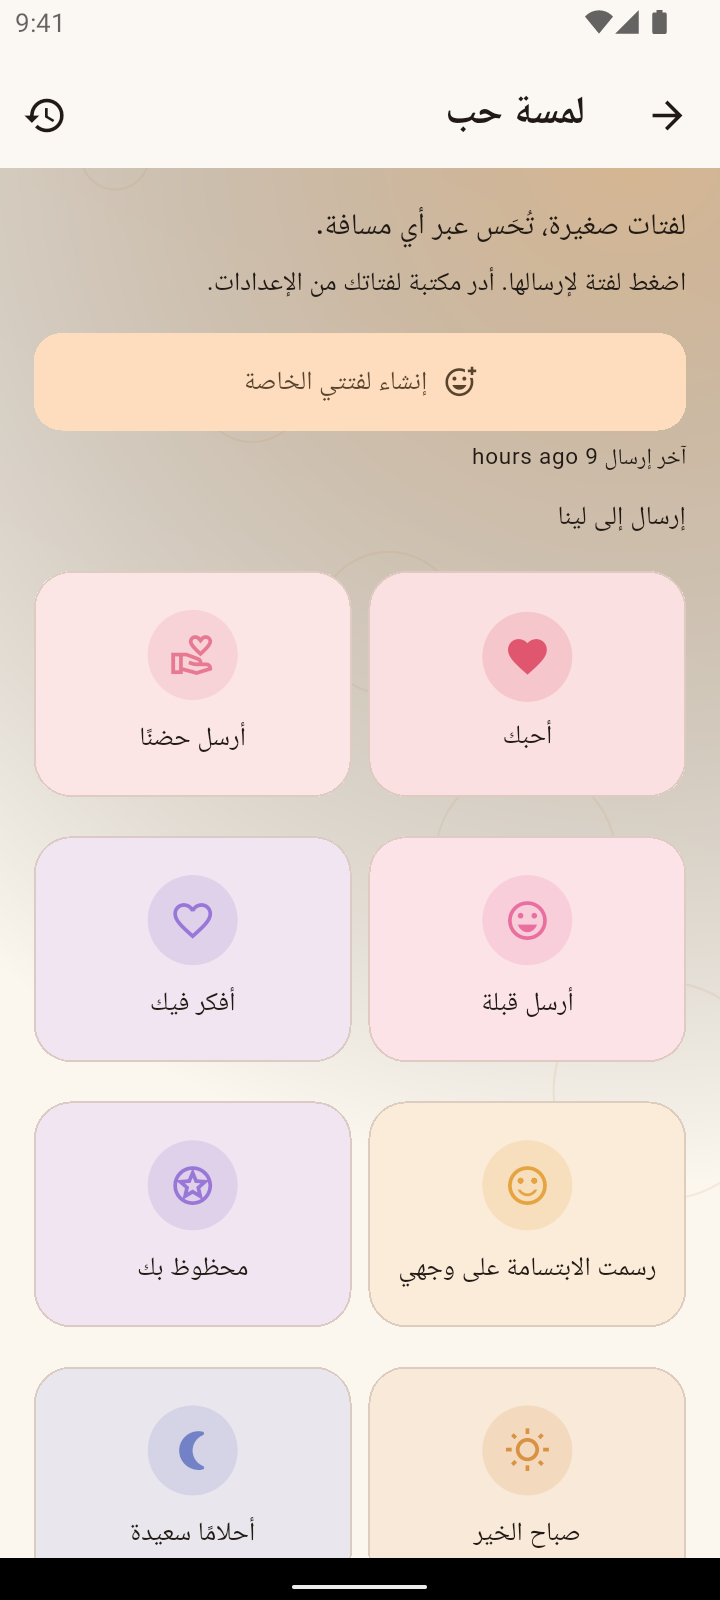 9:41
لمسة حب
لفتات صغيرة، تُحَس عبر أي مسافة.
اضغط لفتة لإرسالها. أدر مكتبة لفتاتك من الإعدادات.
إنشاء لفتتي الخاصة
آخر إرسال 9 hours ago
إرسال إلى لينا
أحبك
أرسل حضنًا
أرسل قبلة
أفكر فيك
رسمت الابتسامة على وجهي
محظوظ بك
صباح الخير
أحلامًا سعيدة